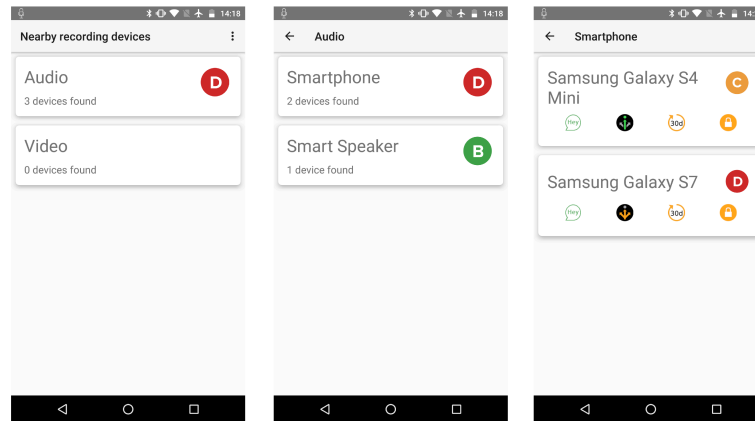 14:18
Nearby recording devices
Audio
D
3 devices found
Video
0 devices found
14:18
Audio
Smartphone
D
2 devices found
Smart Speaker
B
1 device found
Smartphone
Samsung Galaxy S4
Mini
C
Hey
30d
Samsung Galaxy S7
D
Hey
30d